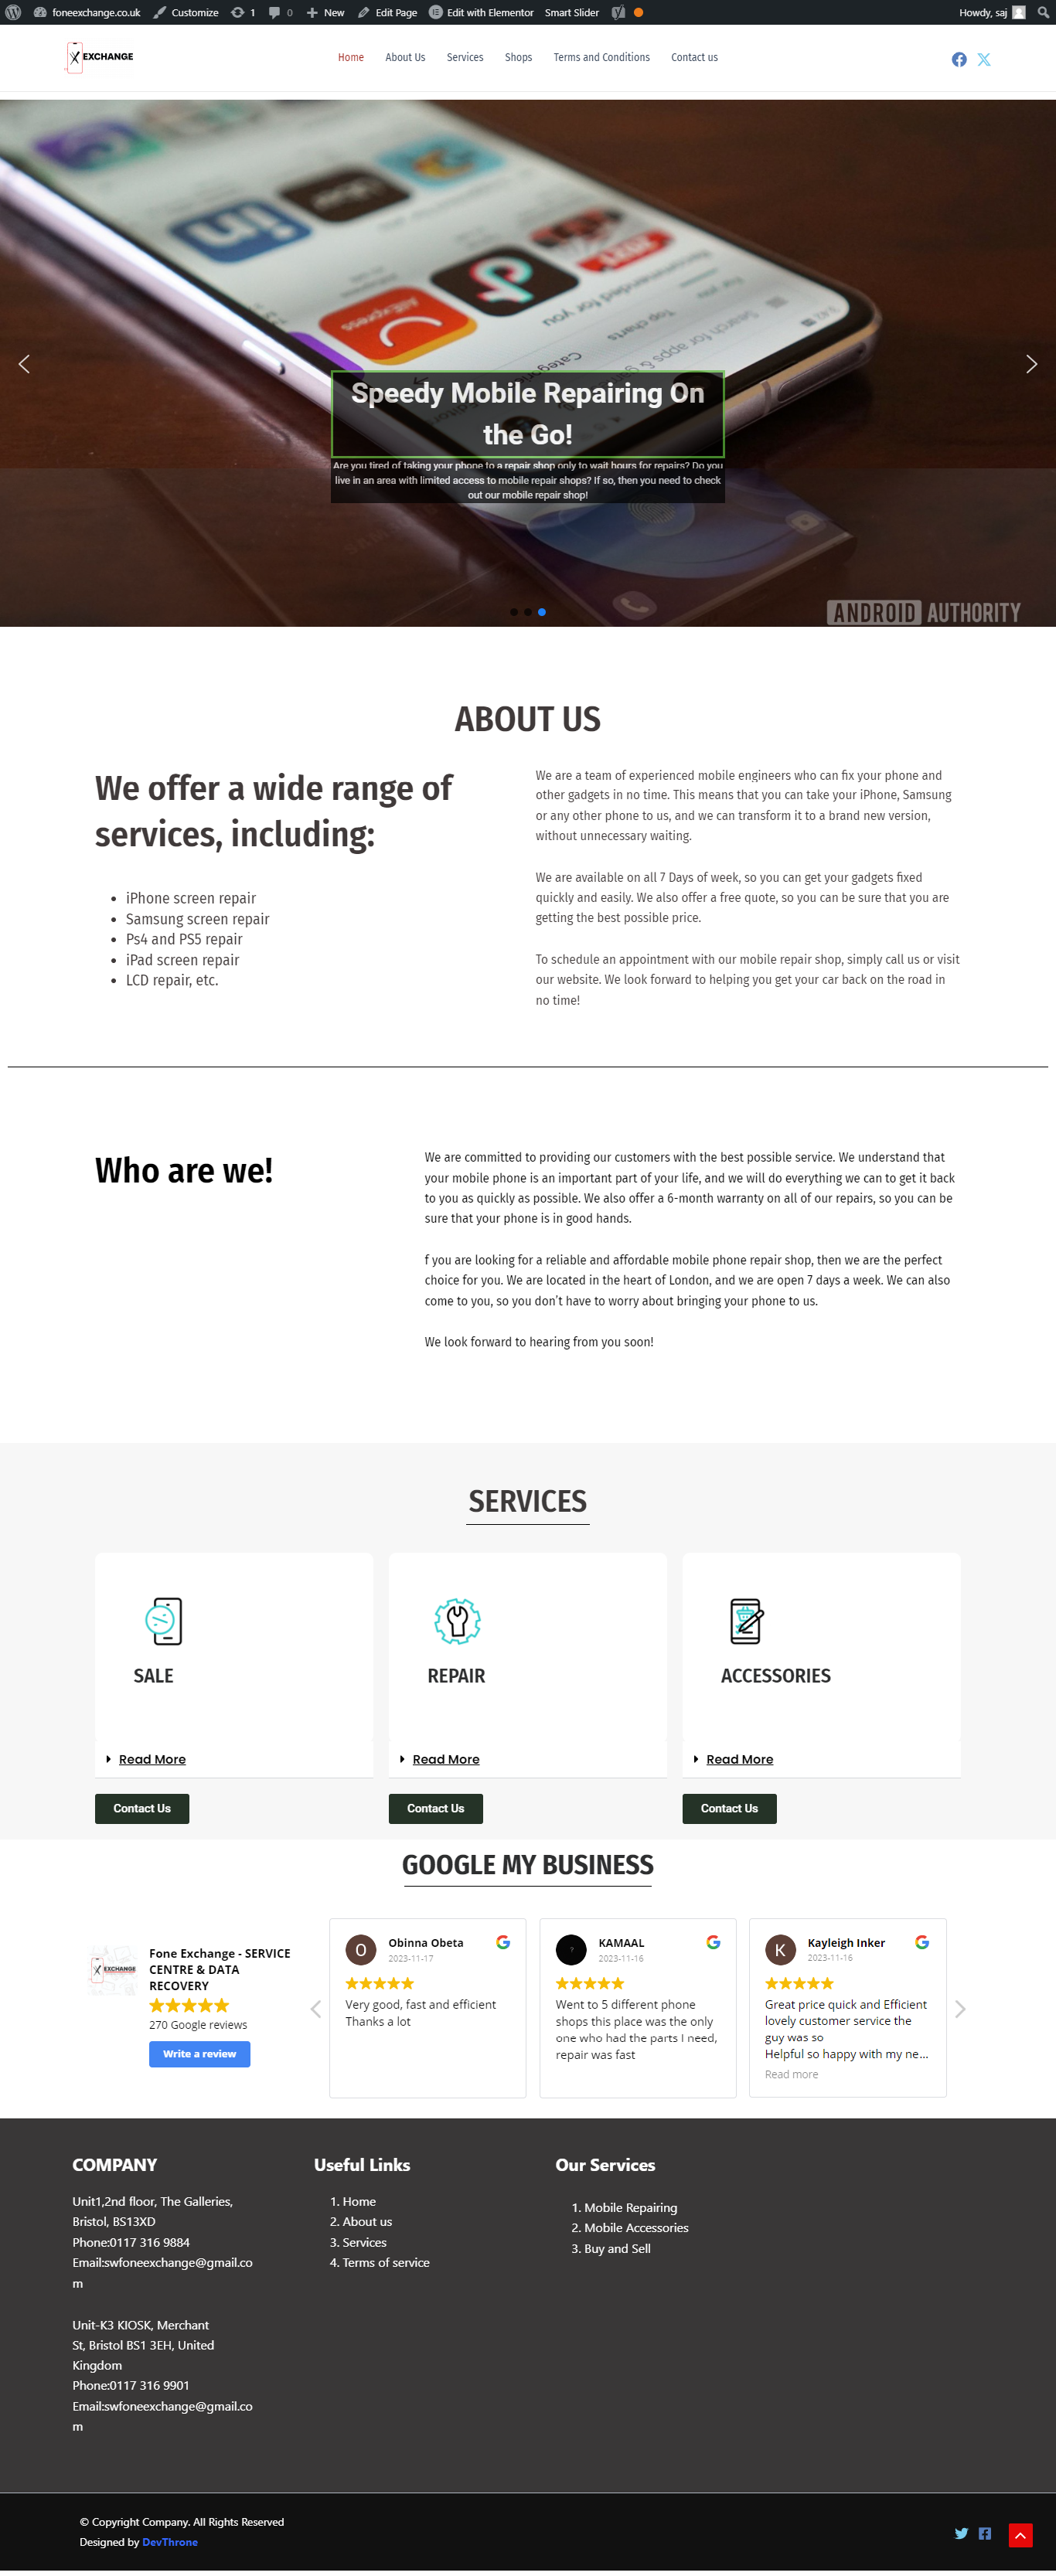 foneexchange.co.uk Customize 1 0 New Edit Page Edit with Elementor Smart Slider Howdy, saj
EXCHANGE
Home About Us Services Shops Terms and Conditions Contact us
AliExpress
Top charts
Categories
Search for apps & games
3:42
Speedy Mobile Repairing On
the Go!
Are you tired of taking your phone to a repair shop only to wait hours for repairs? Do you
live in an area with limited access to mobile repair shops? If so, then you need to check
out our mobile repair shop!
ANDROID AUTHORITY
ABOUT US
We offer a wide range of
services, including:
iPhone screen repair
Samsung screen repair
Ps4 and PS5 repair
iPad screen repair
LCD repair, etc.
We are a team of experienced mobile engineers who can fix your phone and
other gadgets in no time. This means that you can take your iPhone, Samsung
or any other phone to us, and we can transform it to a brand new version,
without unnecessary waiting.
We are available on all 7 Days of week, so you can get your gadgets fixed
quickly and easily. We also offer a free quote, so you can be sure that you are
getting the best possible price.
To schedule an appointment with our mobile repair shop, simply call us or visit
our website. We look forward to helping you get your car back on the road in
no time!
Who are we!
We are committed to providing our customers with the best possible service. We understand that
your mobile phone is an important part of your life, and we will do everything we can to get it back
to you as quickly as possible. We also offer a 6-month warranty on all of our repairs, so you can be
sure that your phone is in good hands.
f you are looking for a reliable and affordable mobile phone repair shop, then we are the perfect
choice for you. We are located in the heart of London, and we are open 7 days a week. We can also
come to you, so you don't have to worry about bringing your phone to us.
We look forward to hearing from you soon!
SERVICES
SALE
Read More
Contact Us
REPAIR
Read More
Contact Us
ACCESSORIES
Read More
Contact Us
GOOGLE MY BUSINESS
EXCHANGE
Fone Exchange - SERVICE
CENTRE & DATA
RECOVERY
270 Google reviews
Write a review
O
Obinna Obeta
2023-11-17
Very good, fast and efficient
Thanks a lot
KAMAAL
2023-11-16
Went to 5 different phone
shops this place was the only
one who had the parts I need,
repair was fast
K
Kayleigh Inker
2023-11-16
Great price quick and Efficient
lovely customer service the
guy was so
Helpful so happy with my ne...
Read more
COMPANY
Unit1,2nd floor, The Galleries,
Bristol, BS13XD
Phone:0117 316 9884
Email:swfoneexchange@gmail.co
m
Unit-K3 KIOSK, Merchant
St, Bristol BS1 3EH, United
Kingdom
Phone:0117 316 9901
Email:swfoneexchange@gmail.co
m
Useful Links
1. Home
2. About us
3. Services
4. Terms of service
Our Services
1. Mobile Repairing
2. Mobile Accessories
3. Buy and Sell
© Copyright Company. All Rights Reserved
Designed by DevThrone